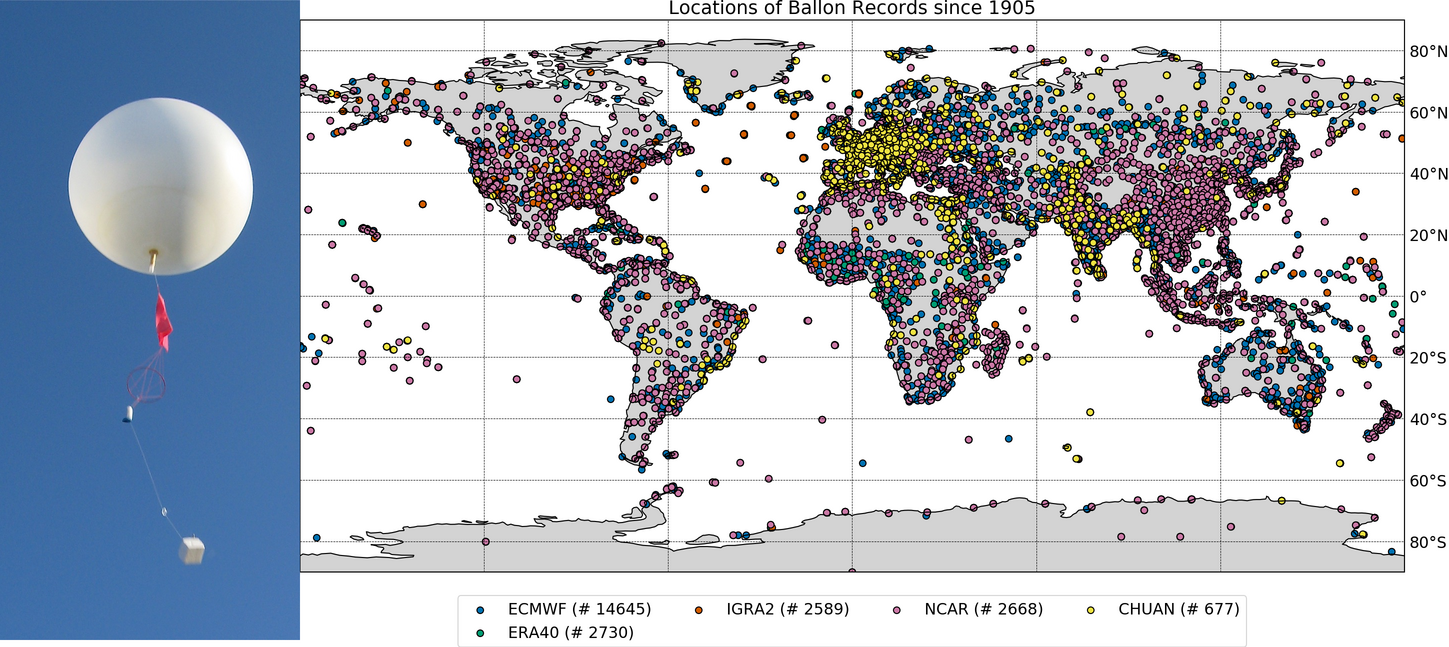 Locations of Ballon Records since 1905
80°N
60°N
40°N
20°N
0°
20°S
40°S
60°S
80°S
ECMWF (# 14645) IGRA2 (# 2589) NCAR (# 2668) CHUAN (# 677)
ERA40 (# 2730)